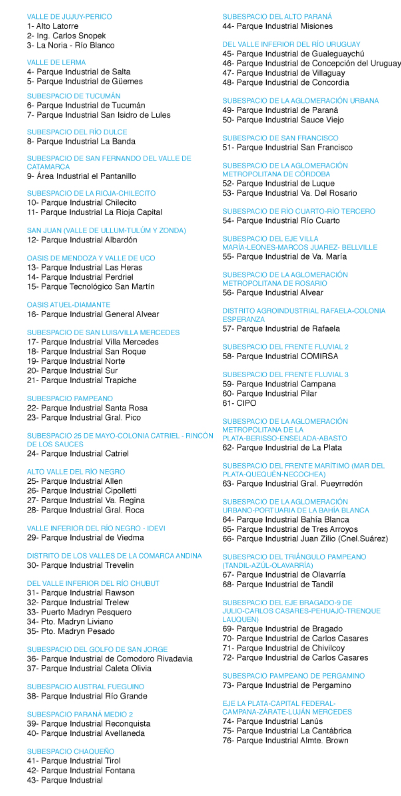 VALLE DE JUJUY-PERICO
1- Alto Latorre
2- Ing. Carlos Snopek
3- La Noria - Río Blanco
VALLE DE LERMA
4- Parque Industrial de Salta
5- Parque Industrial de Güemes
SUBESPACIO DE TUCUMÁN
6- Parque Industrial de Tucumán
7- Parque Industrial San Isidro de Lules
SUBESPACIO DEL RÍO DULCE
8- Parque Industrial La Banda
SUBESPACIO DE SAN FERNANDO DEL VALLE DE
CATAMARCA
9- Área Industrial el Pantanillo
SUBESPACIO DE LA RIOJA-CHILECITO
10- Parque Industrial Chilecito
11- Parque Industrial La Rioja Capital
SAN JUAN (VALLE DE ULLUM-TULÚM Y ZONDA)
12- Parque Industrial Albardón
OASIS DE MENDOZA Y VALLE DE UCO
13- Parque Industrial Las Heras
14- Parque Industrial Perdriel
15- Parque Tecnológico San Martín
OASIS ATUEL-DIAMANTE
16- Parque Industrial General Alvear
SUBESPACIO DE SAN LUIS/VILLA MERCEDES
17- Parque Industrial Villa Mercedes
18- Parque Industrial San Roque
19- Parque Industrial Norte
20- Parque Industrial Sur
21- Parque Industrial Trapiche
SUBESPACIO PAMPEANO
22- Parque Industrial Santa Rosa
23- Parque Industrial Gral. Pico
SUBESPACIO 25 DE MAYO-COLONIA CATRIEL - RINCÓN
DE LOS SAUCES
24- Parque Industrial Catriel
ALTO VALLE DEL RÍO NEGRO
25- Parque Industrial Allen
26- Parque Industrial Cipolletti
27- Parque Industrial Va. Regina
28- Parque Industrial Gral. Roca
VALLE INFERIOR DEL RÍO NEGRO - IDEVI
29- Parque Industrial de Viedma
DISTRITO DE LOS VALLES DE LA COMARCA ANDINA
30- Parque Industrial Trevelin
DEL VALLE INFERIOR DEL RÍO CHUBUT
31- Parque Industrial Rawson
32- Parque Industrial Trelew
33- Puerto Madryn Pesquero
34- Pto. Madryn Liviano
35- Pto. Madryn Pesado
SUBESPACIO DEL GOLFO DE SAN JORGE
36- Parque Industrial de Comodoro Rivadavia
37- Parque Industrial Caleta Olivia
SUBESPACIO AUSTRAL FUEGUINO
38- Parque Industrial Río Grande
SUBESPACIO PARANÁ MEDIO 2
39- Parque Industrial Reconquista
40- Parque Industrial Avellaneda
SUBESPACIO CHAQUEÑO
41- Parque Industrial Tirol
42- Parque Industrial Fontana
43- Parque Industrial
SUBESPACIO DEL ALTO PARANÁ
44- Parque Industrial Misiones
DEL VALLE INFERIOR DEL RÍO URUGUAY
45- Parque Industrial de Gualeguaychú
46- Parque Industrial de Concepción del Uruguay
47- Parque Industrial de Villaguay
48- Parque Industrial de Concordia
SUBESPACIO DE LA AGLOMERACIÓN URBANA
49- Parque Industrial de Paraná
50- Parque Industrial Sauce Viejo
SUBESPACIO DE SAN FRANCISCO
51- Parque Industrial San Francisco
SUBESPACIO DE LA AGLOMERACIÓN
METROPOLITANA DE CÓRDOBA
52- Parque Industrial de Luque
53- Parque Industrial Va. Del Rosario
SUBESPACIO DE RÍO CUARTO-RÍO TERCERO
54- Parque Industrial Río Cuarto
SUBESPACIO DEL EJE VILLA
MARÍA-LEONES-MARCOS JUAREZ- BELLVILLE
55- Parque Industrial de Va. María
SUBESPACIO DE LA AGLOMERACIÓN
METROPOLITANA DE ROSARIO
56- Parque Industrial Alvear
DISTRITO AGROINDUSTRIAL RAFAELA-COLONIA
ESPERANZA
57- Parque Industrial de Rafaela
SUBESPACIO DEL FRENTE FLUVIAL 2
58- Parque Industrial COMIRSA
SUBESPACIO DEL FRENTE FLUVIAL 3
59- Parque Industrial Campana
60- Parque Industrial Pilar
61- CIPO
SUBESPACIO DE LA AGLOMERACIÓN
METROPOLITANA DE LA
PLATA-BERISSO-ENSELADA-ABASTO
62- Parque Industrial de La Plata
SUBESPACIO DEL FRENTE MARÍTIMO (MAR DEL
PLATA-QUEQUÉN-NECOCHEA)
63- Parque Industrial Gral. Pueyrredón
SUBESPACIO DE LA AGLOMERACIÓN
URBANO-PORTUARIA DE LA BAHÍA BLANCA
64- Parque Industrial Bahía Blanca
65- Parque Industrial de Tres Arroyos
66- Parque Industrial Juan Zilio (Cnel.Suárez)
SUBESPACIO DEL TRIÁNGULO PAMPEANO
(TANDIL-AZÚL-OLAVARRÍA)
67- Parque Industrial de Olavarría
68- Parque Industrial de Tandil
SUBESPACIO DEL EJE BRAGADO-9 DE
JULIO-CARLOS CASARES-PEHUAJÓ-TRENQUE
LAUQUEN)
69- Parque Industrial de Bragado
70- Parque Industrial de Carlos Casares
71- Parque Industrial de Chivilcoy
72- Parque Industrial de Carlos Casares
SUBESPACIO PAMPEANO DE PERGAMINO
73- Parque Industrial de Pergamino
EJE LA PLATA-CAPITAL FEDERAL-
CAMPANA-ZÁRATE-LUJÁN MERCEDES
74- Parque Industrial Lanús
75- Parque Industrial La Cantábrica
76- Parque Industrial Almte. Brown